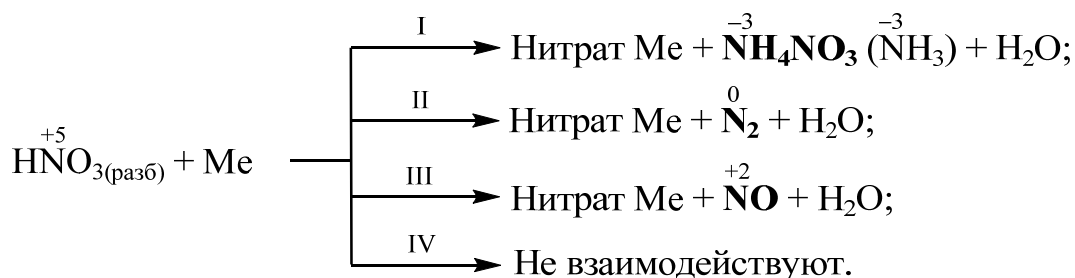 I
Нитрат Me + N⁻³H₄NO₃ (N⁻³H₃) + H₂O;
II
Нитрат Me + N₂⁰ + H₂O;
HN⁺⁵O₃(разб) + Me
III
Нитрат Me + N⁺²O + H₂O;
IV
Не взаимодействуют.